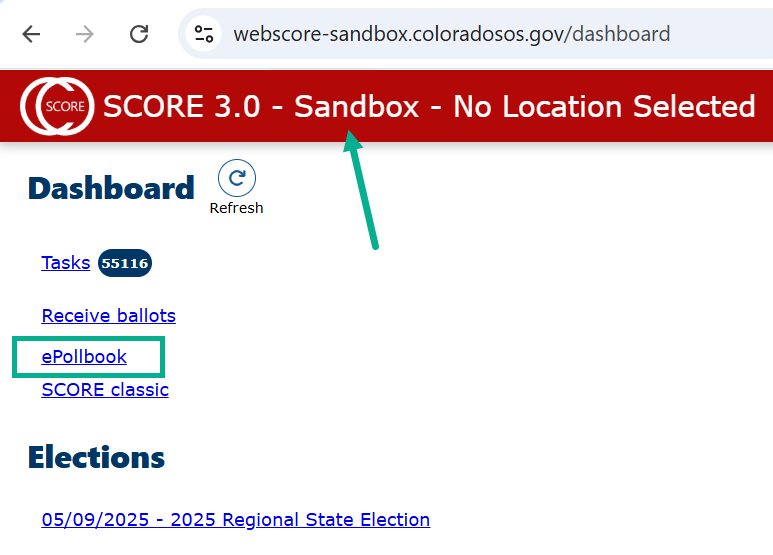 webscore-sandbox.coloradosos.gov/dashboard
SCORE SCORE 3.0 - Sandbox - No Location Selected
Dashboard
Refresh
Tasks 55116
Receive ballots
ePollbook
SCORE classic
Elections
05/09/2025 - 2025 Regional State Election